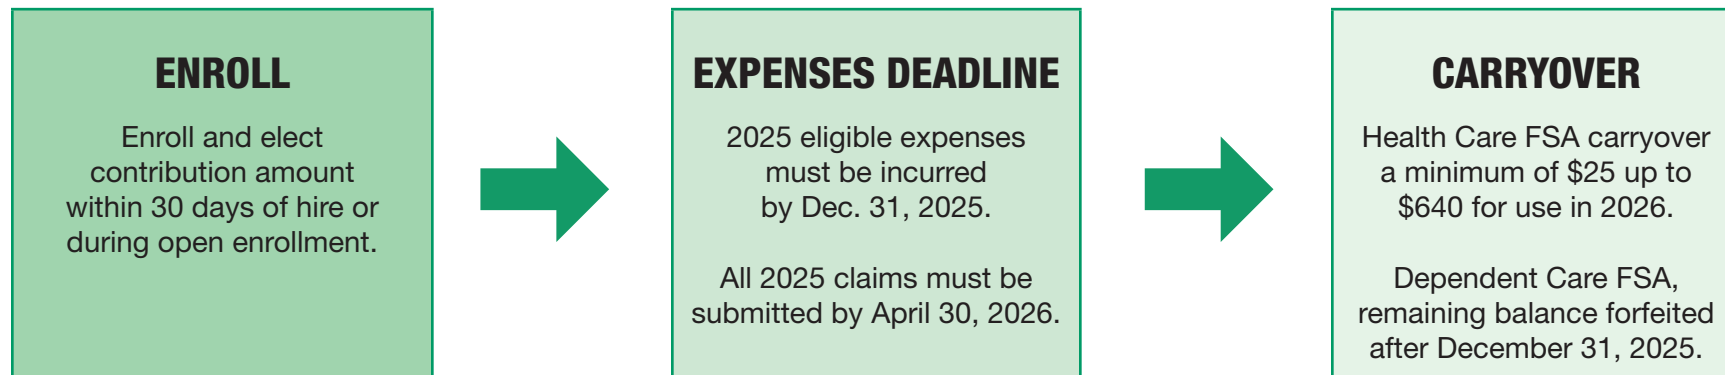 ENROLL
Enroll and elect
contribution amount
within 30 days of hire or
during open enrollment.
EXPENSES DEADLINE
2025 eligible expenses
must be incurred
by Dec. 31, 2025.
All 2025 claims must be
submitted by April 30, 2026.
CARRYOVER
Health Care FSA carryover
a minimum of $25 up to
$640 for use in 2026.
Dependent Care FSA,
remaining balance forfeited
after December 31, 2025.